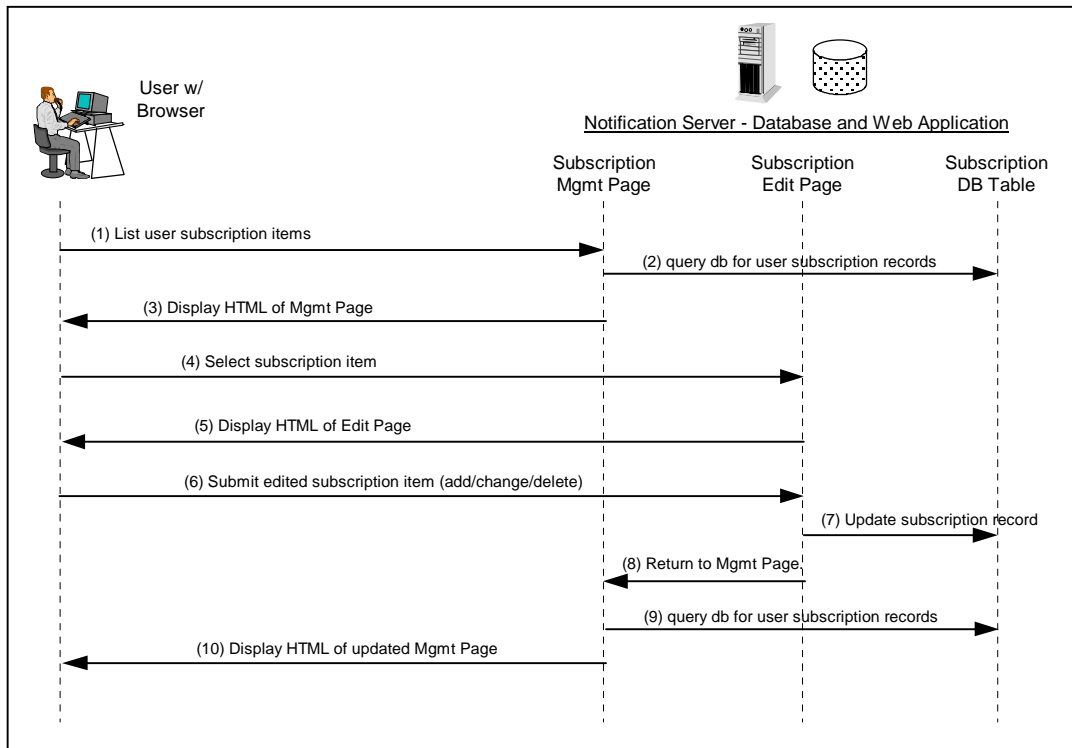 User w/
Browser
Notification Server - Database and Web Application
Subscription
Mgmt Page
Subscription
Edit Page
Subscription
DB Table
(1) List user subscription items
(2) query db for user subscription records
(3) Display HTML of Mgmt Page
(4) Select subscription item
(5) Display HTML of Edit Page
(6) Submit edited subscription item (add/change/delete)
(7) Update subscription record
(8) Return to Mgmt Page.
(9) query db for user subscription records
(10) Display HTML of updated Mgmt Page